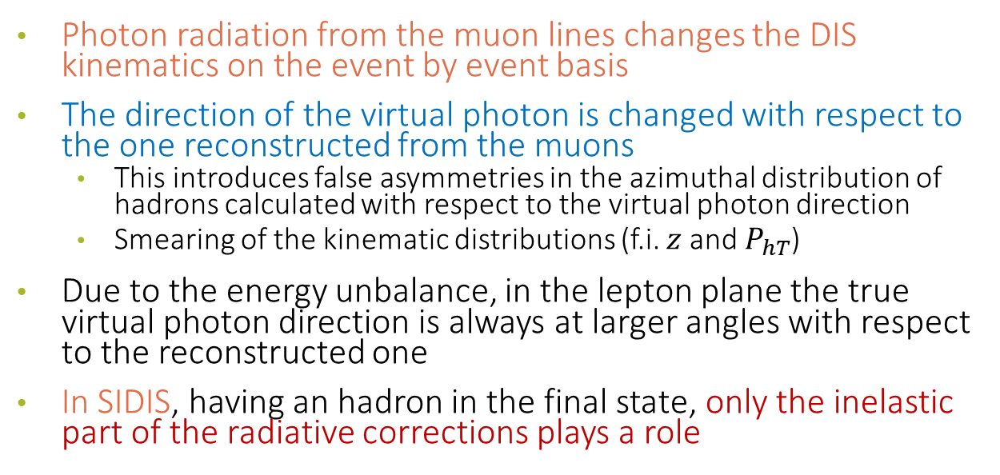 • Photon radiation from the muon lines changes the DIS
kinematics on the event by event basis
• The direction of the virtual photon is changed with respect to
the one reconstructed from the muons
• This introduces false asymmetries in the azimuthal distribution of
hadrons calculated with respect to the virtual photon direction
• Smearing of the kinematic distributions (f.i. z and P_{hT})
• Due to the energy unbalance, in the lepton plane the true
virtual photon direction is always at larger angles with respect
to the reconstructed one
• In SIDIS, having an hadron in the final state, only the inelastic
part of the radiative corrections plays a role